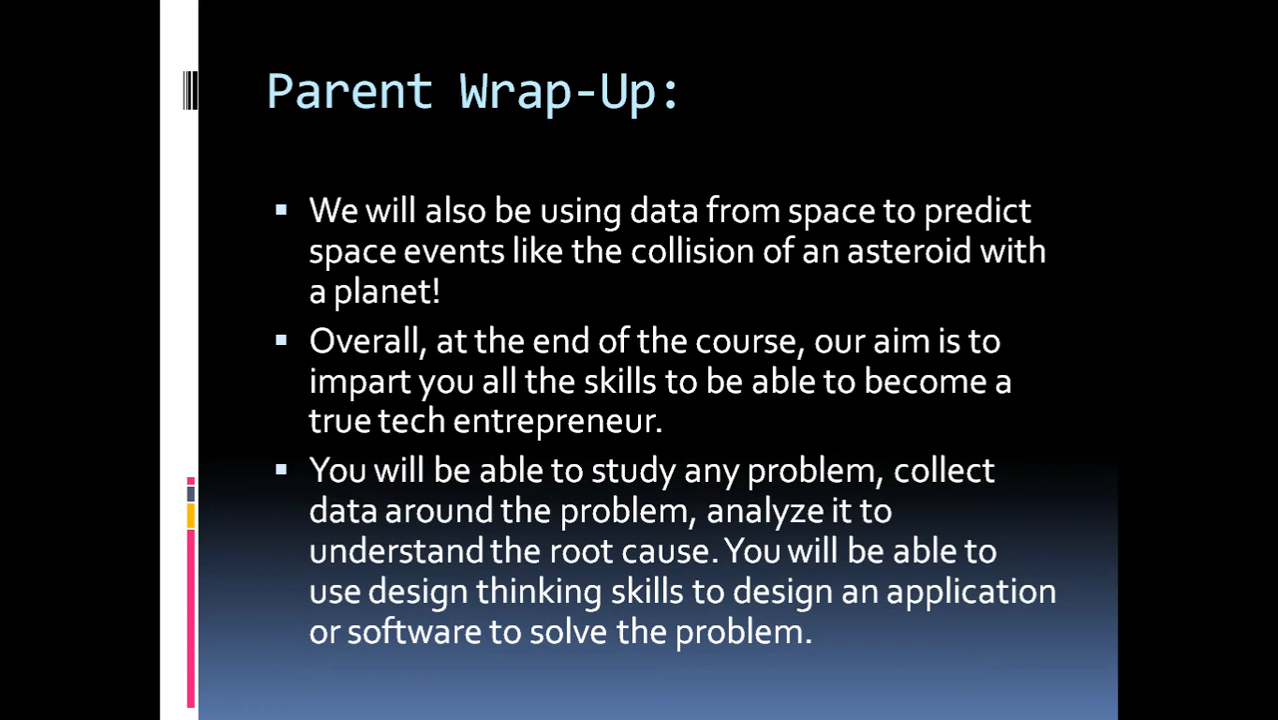 Parent Wrap-Up:
▪ We will also be using data from space to predict
space events like the collision of an asteroid with
a planet!
▪ Overall, at the end of the course, our aim is to
impart you all the skills to be able to become a
true tech entrepreneur.
▪ You will be able to study any problem, collect
data around the problem, analyze it to
understand the root cause. You will be able to
use design thinking skills to design an application
or software to solve the problem.